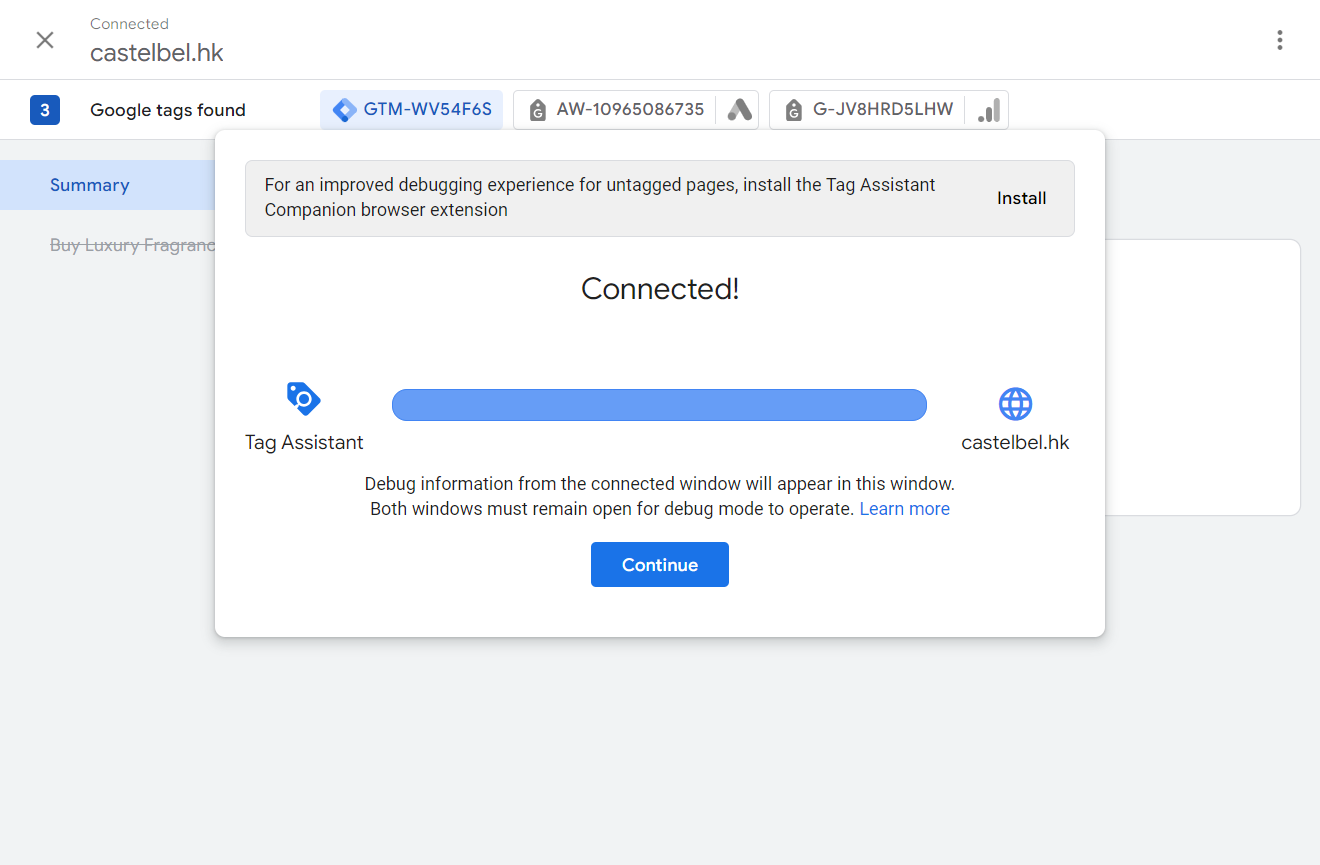 Connected
castelbel.hk
3
Google tags found
GTM-WV54F6S
G
AW-10965086735
G
G-JV8HRD5LHW
Summary
Buy Luxury Fragranc
For an improved debugging experience for untagged pages, install the Tag Assistant
Companion browser extension
Install
Connected!
Tag Assistant
castelbel.hk
Debug information from the connected window will appear in this window.
Both windows must remain open for debug mode to operate. Learn more
Continue